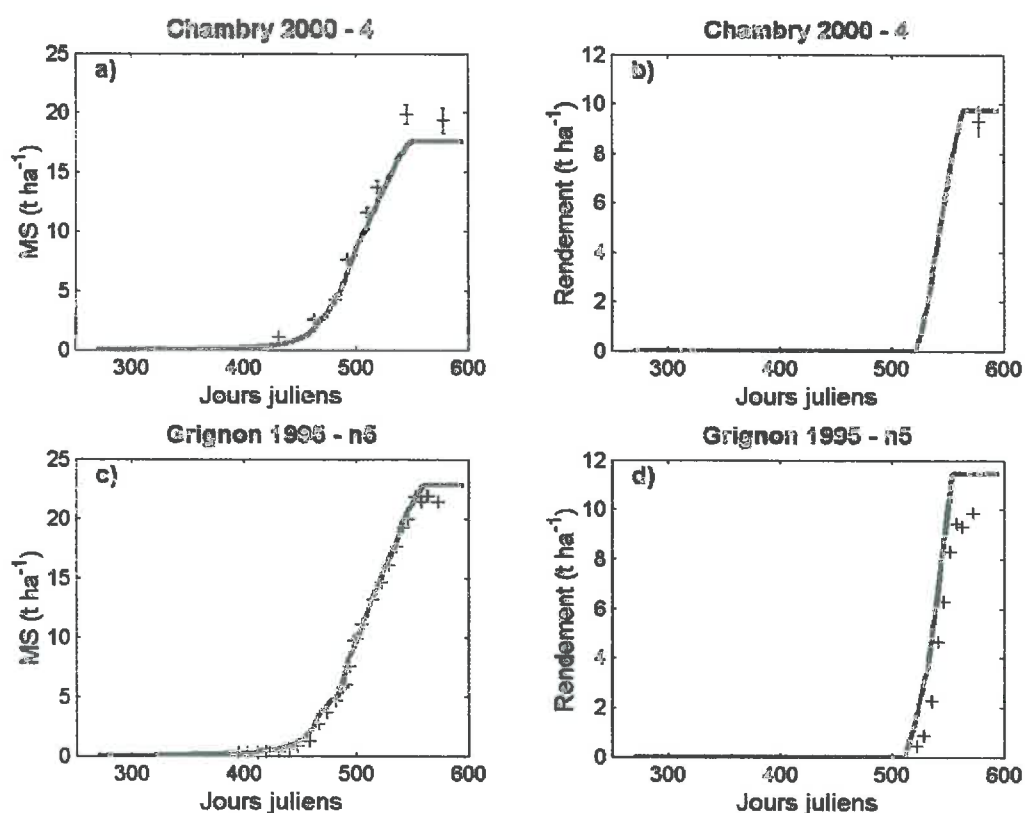 Chambry 2000 - 4
a)
25
20
15
10
5
0
MS (t ha⁻¹)
300 400 500 600
Jours juliens
Chambry 2000 - 4
b)
12
10
8
6
4
2
0
Rendement (t ha⁻¹)
300 400 500 600
Jours juliens
Grignon 1995 - n5
c)
25
20
15
10
5
0
MS (t ha⁻¹)
300 400 500 600
Jours juliens
Grignon 1995 - n5
d)
12
10
8
6
4
2
0
Rendement (t ha⁻¹)
300 400 500 600
Jours juliens